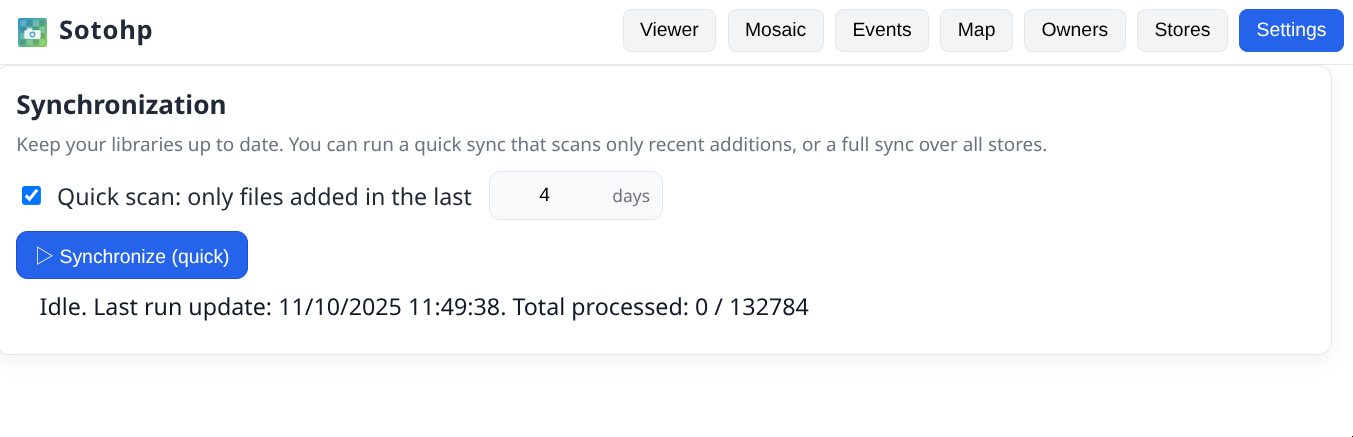 Sotohp
Viewer
Mosaic
Events
Map
Owners
Stores
Settings
Synchronization
Keep your libraries up to date. You can run a quick sync that scans only recent additions, or a full sync over all stores.
Quick scan: only files added in the last 4 days
▷ Synchronize (quick)
Idle. Last run update: 11/10/2025 11:49:38. Total processed: 0 / 132784